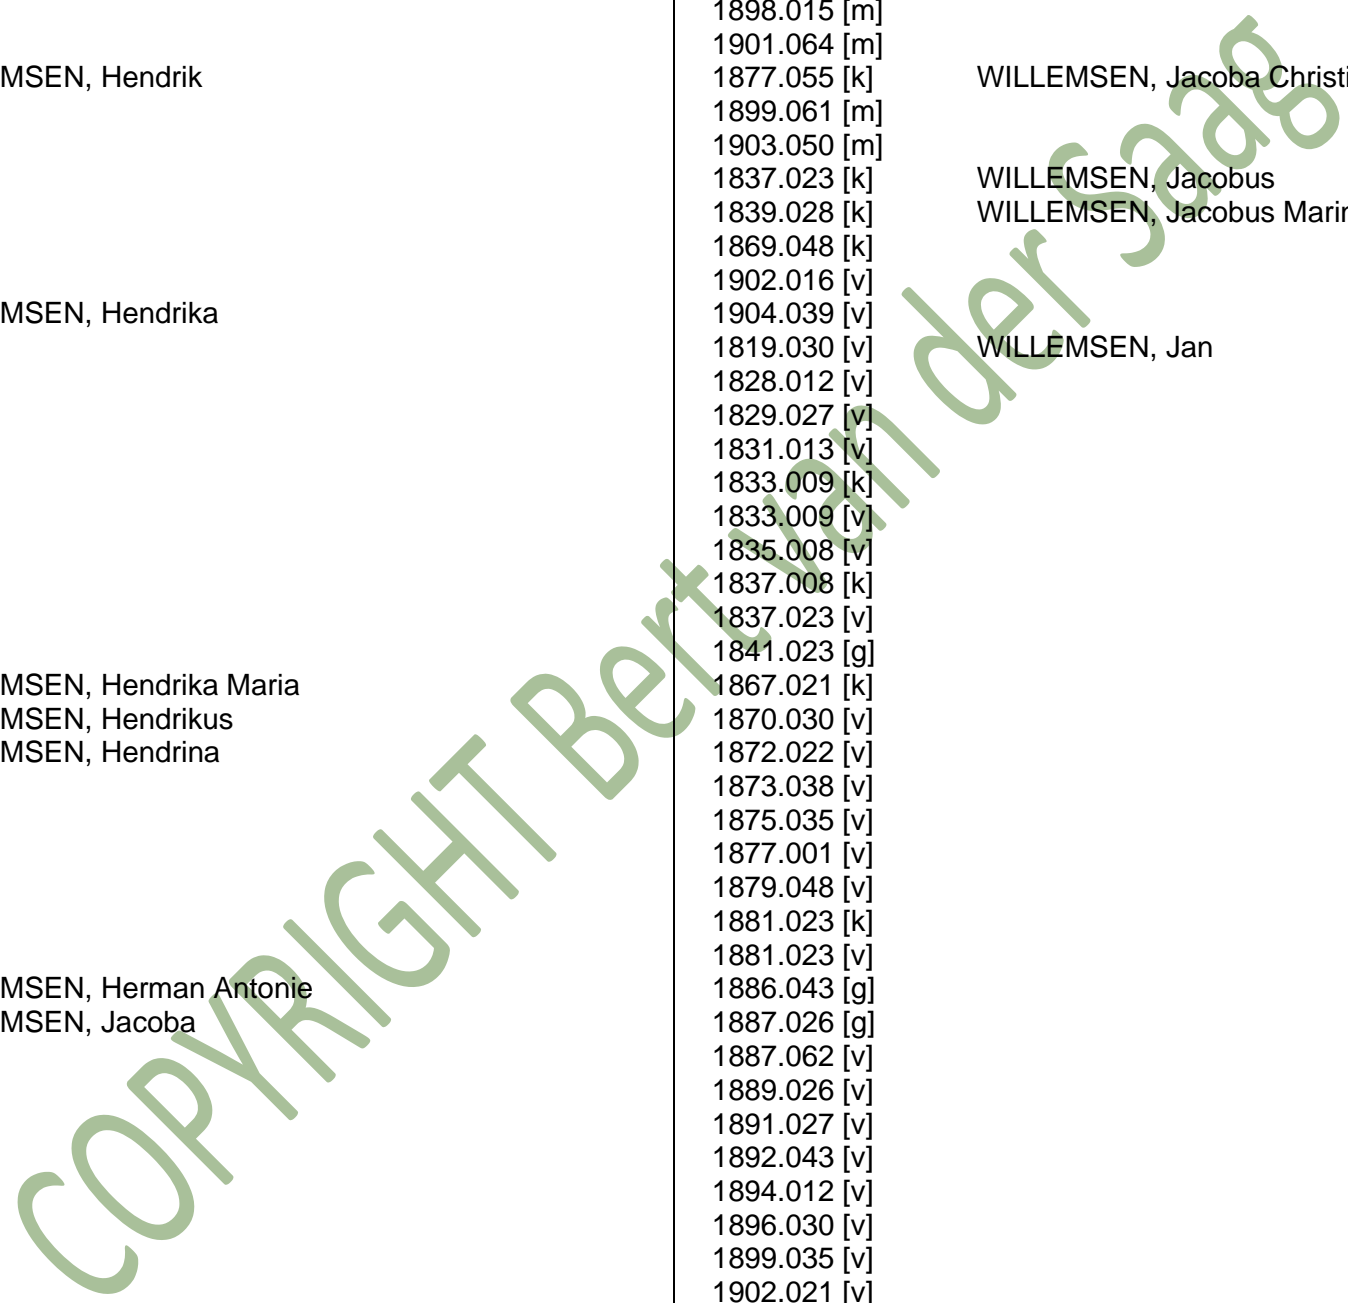 MSEN, Hendrik
MSEN, Hendrika
MSEN, Hendrika Maria
MSEN, Hendrikus
MSEN, Hendrina
MSEN, Herman Antonie
MSEN, Jacoba
1898.015 [m]
1901.064 [m]
1877.055 [k] WILLEMSEN, Jacoba Christi
1899.061 [m]
1903.050 [m]
1837.023 [k] WILLEMSEN, Jacobus
1839.028 [k] WILLEMSEN, Jacobus Marin
1869.048 [k]
1902.016 [v]
1904.039 [v]
1819.030 [v] WILLEMSEN, Jan
1828.012 [v]
1829.027 [v]
1831.013 [v]
1833.009 [k]
1833.009 [v]
1835.008 [v]
1837.008 [k]
1837.023 [v]
1841.023 [g]
1867.021 [k]
1870.030 [v]
1872.022 [v]
1873.038 [v]
1875.035 [v]
1877.001 [v]
1879.048 [v]
1881.023 [k]
1881.023 [v]
1886.043 [g]
1887.026 [g]
1887.062 [v]
1889.026 [v]
1891.027 [v]
1892.043 [v]
1894.012 [v]
1896.030 [v]
1899.035 [v]
1902.021 [v]
COPYRIGHT Bert van der Saag